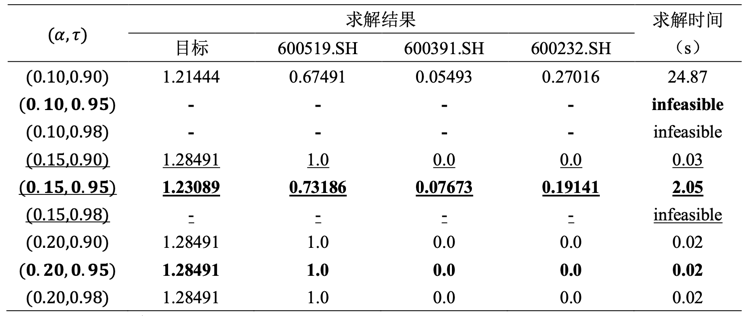 (α,τ) 求解结果 求解时间（s）
目标 600519.SH 600391.SH 600232.SH
(0.10,0.90) 1.21444 0.67491 0.05493 0.27016 24.87
(0.10,0.95) - - - - infeasible
(0.10,0.98) - - - - infeasible
(0.15,0.90) 1.28491 1.0 0.0 0.0 0.03
(0.15,0.95) 1.23089 0.73186 0.07673 0.19141 2.05
(0.15,0.98) - - - - infeasible
(0.20,0.90) 1.28491 1.0 0.0 0.0 0.02
(0.20,0.95) 1.28491 1.0 0.0 0.0 0.02
(0.20,0.98) 1.28491 1.0 0.0 0.0 0.02